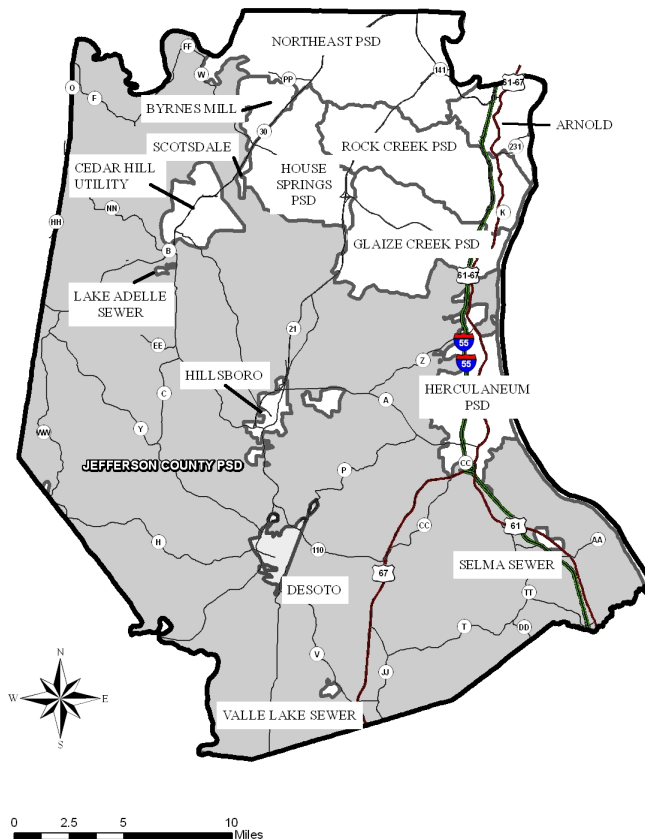 NORTHEAST PSD
FF
W
PP
141
61-67
O
F
BYRNES MILL
ARNOLD
30
231
SCOTSDALE
ROCK CREEK PSD
CEDAR HILL
UTILITY
HOUSE
SPRINGS
PSD
NN
K
HH
GLAIZE CREEK PSD
B
61-67
LAKE ADELLE
SEWER
21
EE
55
Z
55
HILLSBORO
HERCULANEUM
PSD
C
A
Y
WW
JEFFERSON COUNTY PSD
CC
P
CC
61
H
AA
110
SELMA SEWER
67
DESOTO
TT
T
DD
N
V
JJ
W
E
S
VALLE LAKE SEWER
0 2.5 5 10
Miles